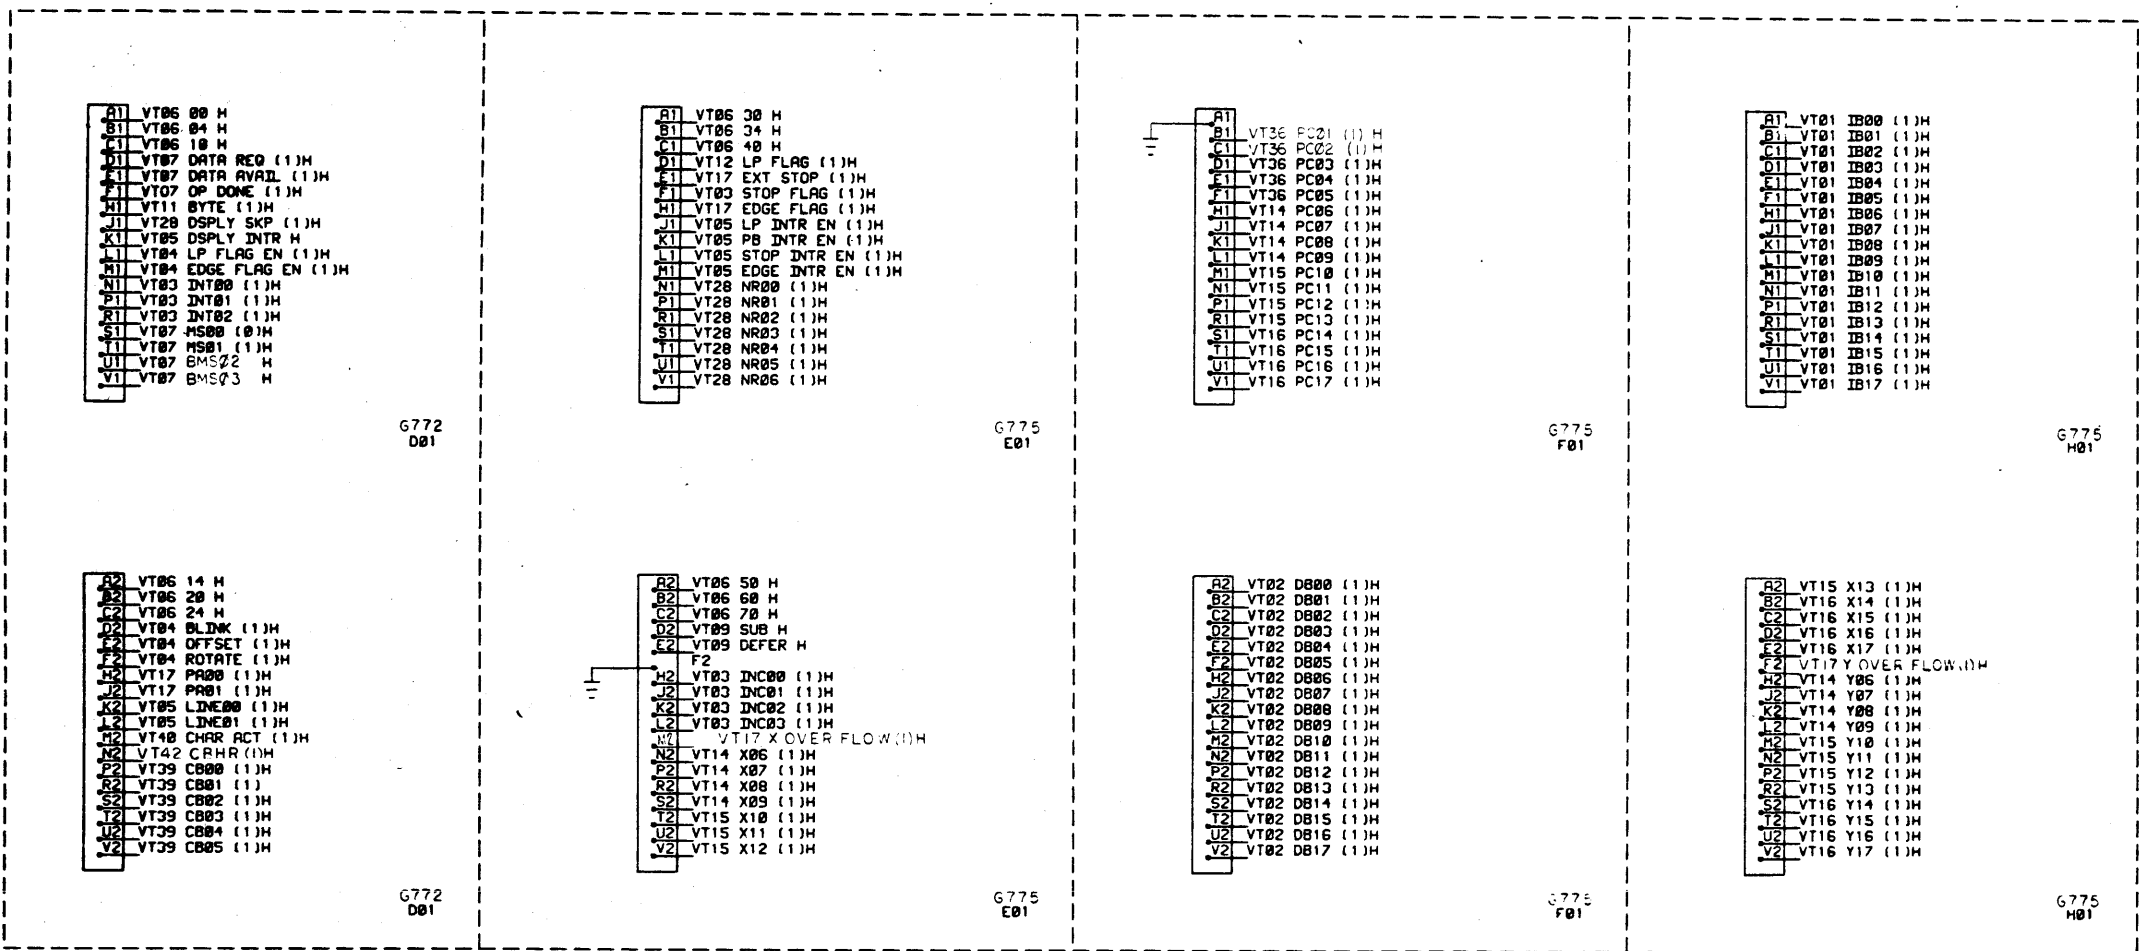 A1 VT06 00 H
B1 VT06 04 H
C1 VT06 10 H
D1 VT07 DATA REQ (1)H
E1 VT07 DATA AVAIL (1)H
F1 VT07 OP DONE (1)H
H1 VT11 BYTE (1)H
J1 VT28 DSPLY SKP (1)H
K1 VT05 DSPLY INTR H
L1 VT04 LP FLAG EN (1)H
M1 VT04 EDGE FLAG EN (1)H
N1 VT03 INT00 (1)H
P1 VT03 INT01 (1)H
R1 VT03 INT02 (1)H
S1 VT07 MS00 (0)H
T1 VT07 MS01 (1)H
U1 VT07 BMS02 H
V1 VT07 BMS03 H
G772
D01
A1 VT06 30 H
B1 VT06 34 H
C1 VT06 40 H
D1 VT12 LP FLAG (1)H
E1 VT17 EXT STOP (1)H
F1 VT03 STOP FLAG (1)H
H1 VT17 EDGE FLAG (1)H
J1 VT05 LP INTR EN (1)H
K1 VT05 PB INTR EN (1)H
L1 VT05 STOP INTR EN (1)H
M1 VT05 EDGE INTR EN (1)H
N1 VT28 NR00 (1)H
P1 VT28 NR01 (1)H
R1 VT28 NR02 (1)H
S1 VT28 NR03 (1)H
T1 VT28 NR04 (1)H
U1 VT28 NR05 (1)H
V1 VT28 NR06 (1)H
G775
E01
A1
B1 VT36 PC01 (1) H
C1 VT36 PC02 (1) H
D1 VT36 PC03 (1)H
E1 VT36 PC04 (1)H
F1 VT36 PC05 (1)H
H1 VT14 PC06 (1)H
J1 VT14 PC07 (1)H
K1 VT14 PC08 (1)H
L1 VT14 PC09 (1)H
M1 VT15 PC10 (1)H
N1 VT15 PC11 (1)H
P1 VT15 PC12 (1)H
R1 VT15 PC13 (1)H
S1 VT16 PC14 (1)H
T1 VT16 PC15 (1)H
U1 VT16 PC16 (1)H
V1 VT16 PC17 (1)H
G775
F01
A1 VT01 IB00 (1)H
B1 VT01 IB01 (1)H
C1 VT01 IB02 (1)H
D1 VT01 IB03 (1)H
E1 VT01 IB04 (1)H
F1 VT01 IB05 (1)H
H1 VT01 IB06 (1)H
J1 VT01 IB07 (1)H
K1 VT01 IB08 (1)H
L1 VT01 IB09 (1)H
M1 VT01 IB10 (1)H
N1 VT01 IB11 (1)H
P1 VT01 IB12 (1)H
R1 VT01 IB13 (1)H
S1 VT01 IB14 (1)H
T1 VT01 IB15 (1)H
U1 VT01 IB16 (1)H
V1 VT01 IB17 (1)H
G775
H01
A2 VT06 14 H
B2 VT06 20 H
C2 VT06 24 H
D2 VT04 BLINK (1)H
E2 VT04 OFFSET (1)H
F2 VT04 ROTATE (1)H
H2 VT17 PA00 (1)H
J2 VT17 PA01 (1)H
K2 VT05 LINE00 (1)H
L2 VT05 LINE01 (1)H
M2 VT40 CHAR ACT (1)H
N2 VT42 CBHR (1)H
P2 VT39 CB00 (1)H
R2 VT39 CB01 (1)
S2 VT39 CB02 (1)H
T2 VT39 CB03 (1)H
U2 VT39 CB04 (1)H
V2 VT39 CB05 (1)H
G772
D01
A2 VT06 50 H
B2 VT06 60 H
C2 VT06 70 H
D2 VT09 SUB H
E2 VT09 DEFER H
F2
H2 VT03 INC00 (1)H
J2 VT03 INC01 (1)H
K2 VT03 INC02 (1)H
L2 VT03 INC03 (1)H
M2 VT17 X OVER FLOW (1)H
N2 VT14 X06 (1)H
P2 VT14 X07 (1)H
R2 VT14 X08 (1)H
S2 VT14 X09 (1)H
T2 VT15 X10 (1)H
U2 VT15 X11 (1)H
V2 VT15 X12 (1)H
G775
E01
A2 VT02 DB00 (1)H
B2 VT02 DB01 (1)H
C2 VT02 DB02 (1)H
D2 VT02 DB03 (1)H
E2 VT02 DB04 (1)H
F2 VT02 DB05 (1)H
H2 VT02 DB06 (1)H
J2 VT02 DB07 (1)H
K2 VT02 DB08 (1)H
L2 VT02 DB09 (1)H
M2 VT02 DB10 (1)H
N2 VT02 DB11 (1)H
P2 VT02 DB12 (1)H
R2 VT02 DB13 (1)H
S2 VT02 DB14 (1)H
T2 VT02 DB15 (1)H
U2 VT02 DB16 (1)H
V2 VT02 DB17 (1)H
G775
F01
A2 VT15 X13 (1)H
B2 VT16 X14 (1)H
C2 VT16 X15 (1)H
D2 VT16 X16 (1)H
E2 VT16 X17 (1)H
F2 VT17 Y OVER FLOW (1)H
H2 VT14 Y06 (1)H
J2 VT14 Y07 (1)H
K2 VT14 Y08 (1)H
L2 VT14 Y09 (1)H
M2 VT15 Y10 (1)H
N2 VT15 Y11 (1)H
P2 VT15 Y12 (1)H
R2 VT15 Y13 (1)H
S2 VT16 Y14 (1)H
T2 VT16 Y15 (1)H
U2 VT16 Y16 (1)H
V2 VT16 Y17 (1)H
G775
H01